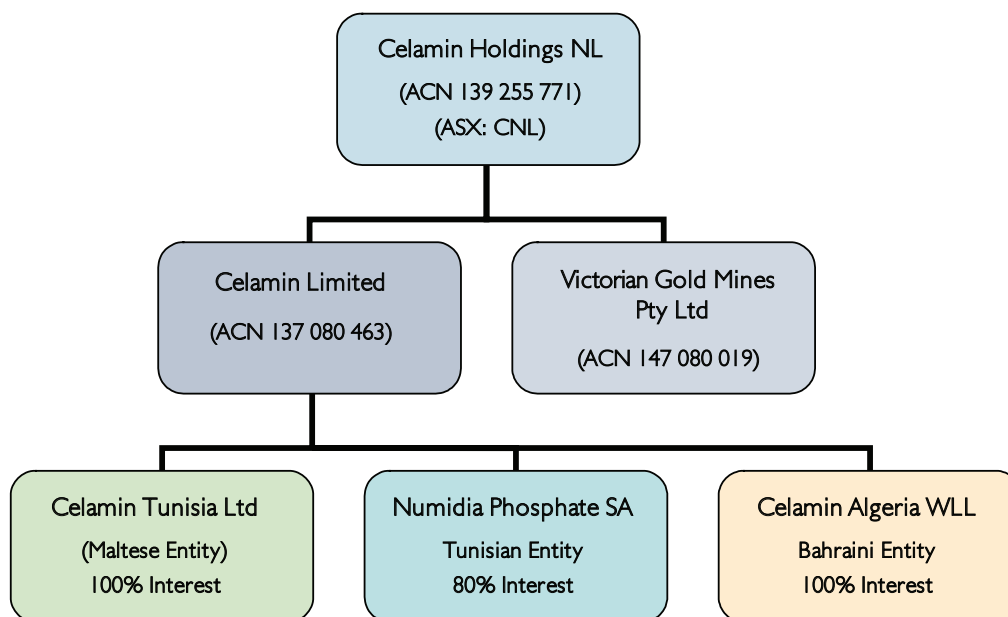 Celamin Holdings NL
(ACN 139 255 771)
(ASX: CNL)
Celamin Limited
(ACN 137 080 463)
Victorian Gold Mines
Pty Ltd
(ACN 147 080 019)
Celamin Tunisia Ltd
(Maltese Entity)
100% Interest
Numidia Phosphate SA
Tunisian Entity
80% Interest
Celamin Algeria WLL
Bahraini Entity
100% Interest